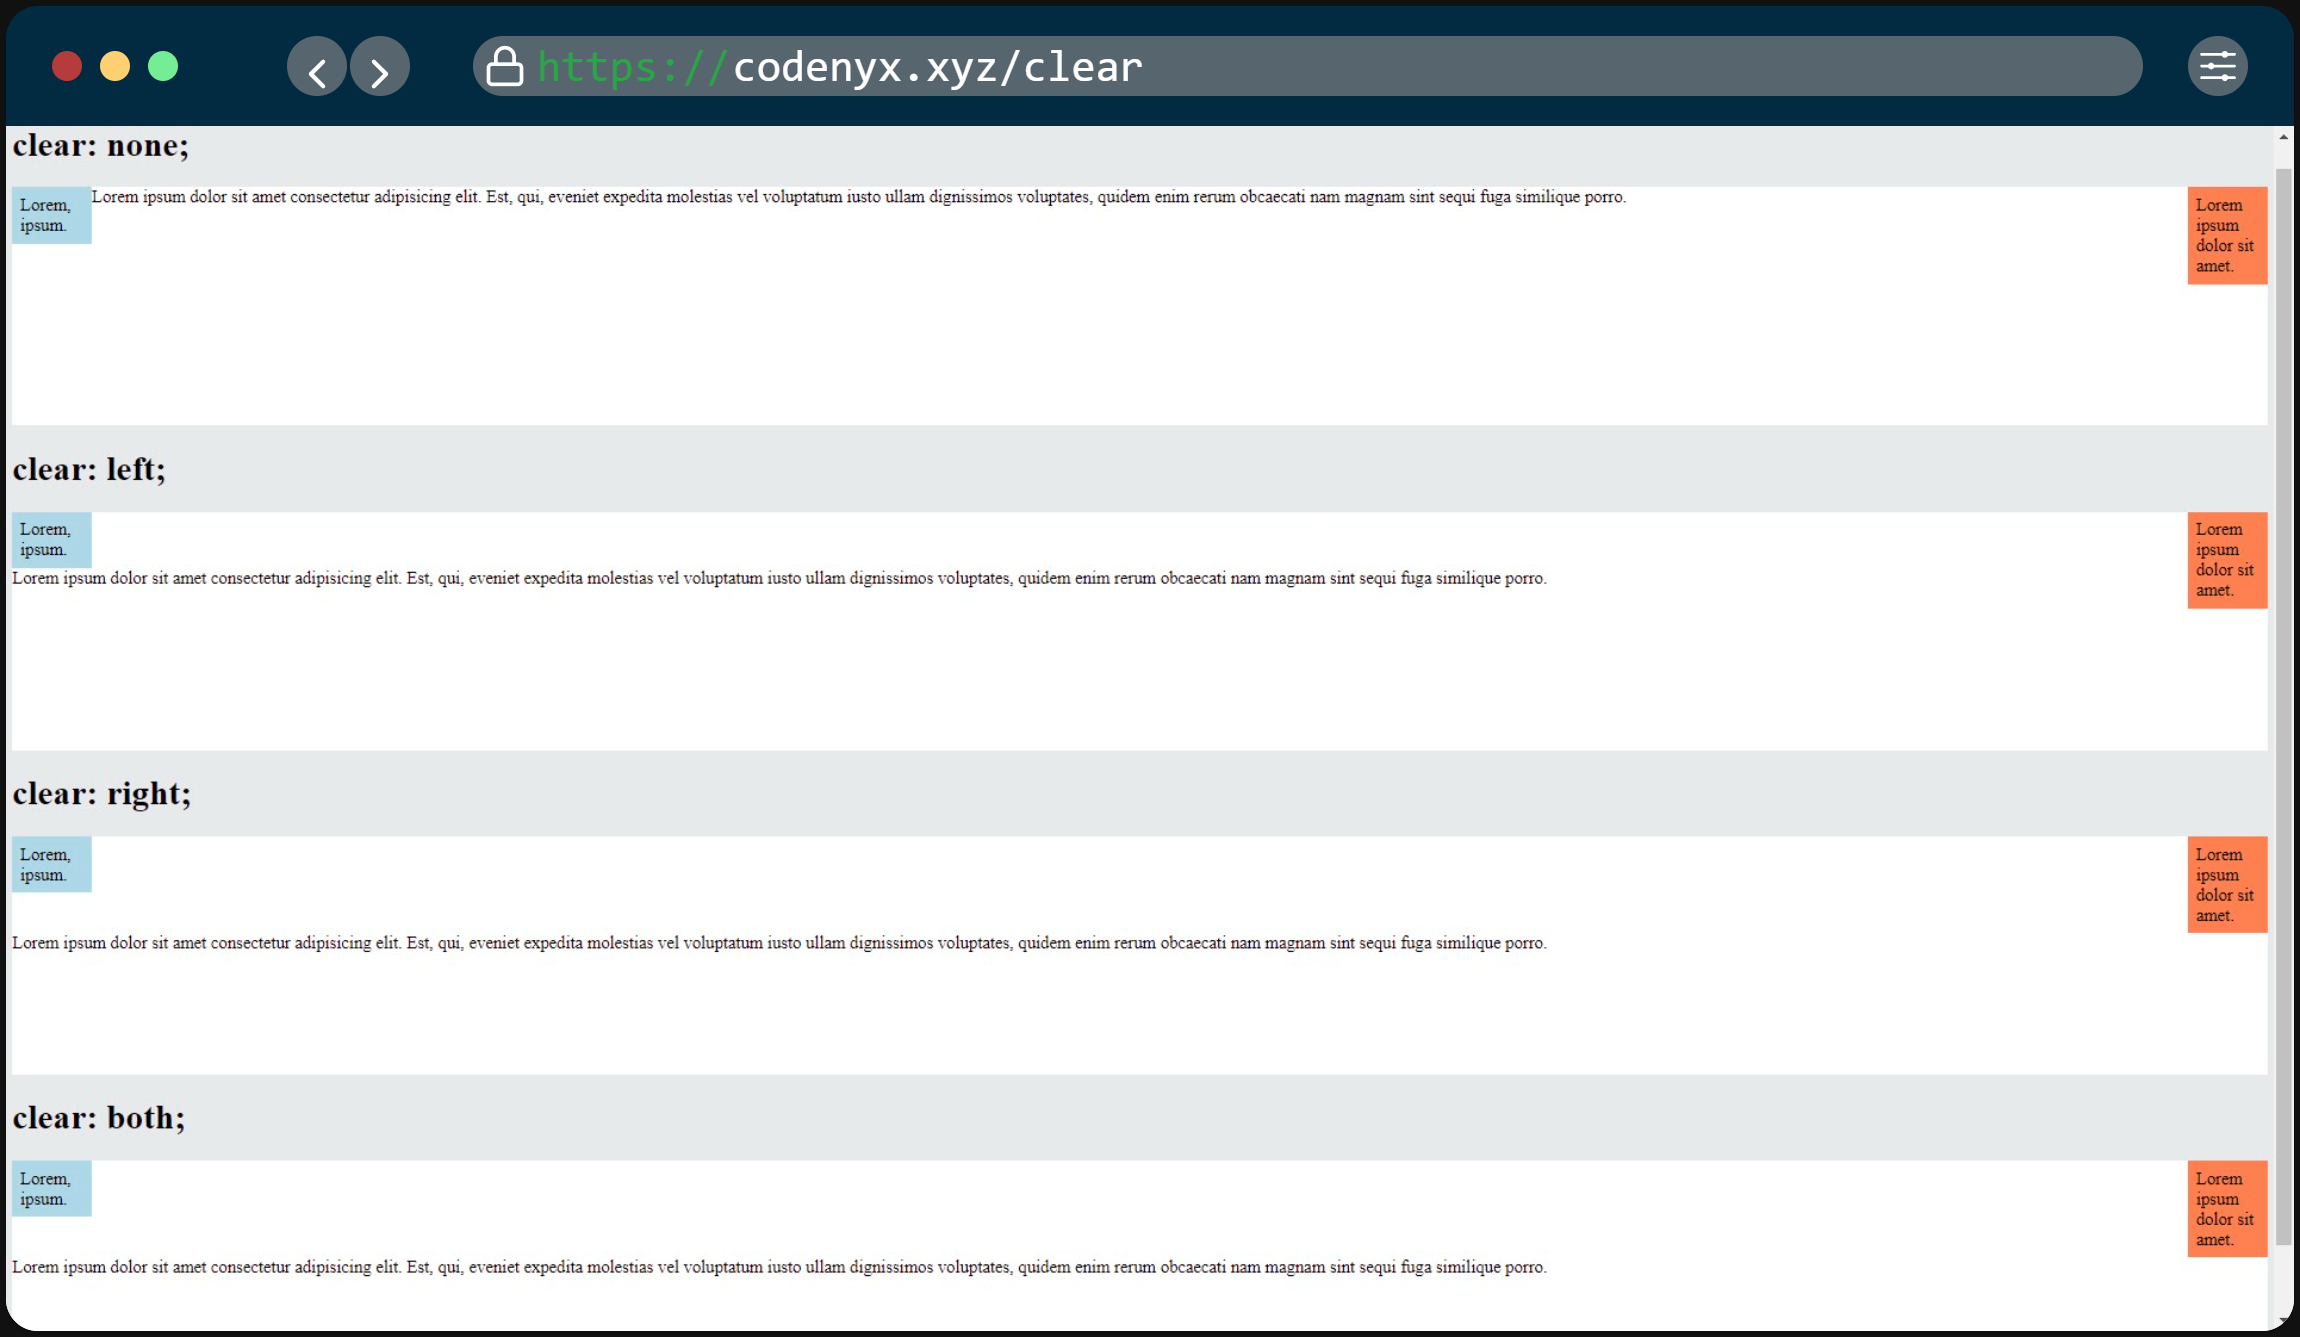 https://codenyx.xyz/clear
clear: none;
Lorem,
ipsum.
Lorem ipsum dolor sit amet consectetur adipisicing elit. Est, qui, eveniet expedita molestias vel voluptatum iusto ullam dignissimos voluptates, quidem enim rerum obcaecati nam magnam sint sequi fuga similique porro.
Lorem
ipsum
dolor sit
amet.
clear: left;
Lorem,
ipsum.
Lorem
ipsum
dolor sit
amet.
Lorem ipsum dolor sit amet consectetur adipisicing elit. Est, qui, eveniet expedita molestias vel voluptatum iusto ullam dignissimos voluptates, quidem enim rerum obcaecati nam magnam sint sequi fuga similique porro.
clear: right;
Lorem,
ipsum.
Lorem
ipsum
dolor sit
amet.
Lorem ipsum dolor sit amet consectetur adipisicing elit. Est, qui, eveniet expedita molestias vel voluptatum iusto ullam dignissimos voluptates, quidem enim rerum obcaecati nam magnam sint sequi fuga similique porro.
clear: both;
Lorem,
ipsum.
Lorem
ipsum
dolor sit
amet.
Lorem ipsum dolor sit amet consectetur adipisicing elit. Est, qui, eveniet expedita molestias vel voluptatum iusto ullam dignissimos voluptates, quidem enim rerum obcaecati nam magnam sint sequi fuga similique porro.